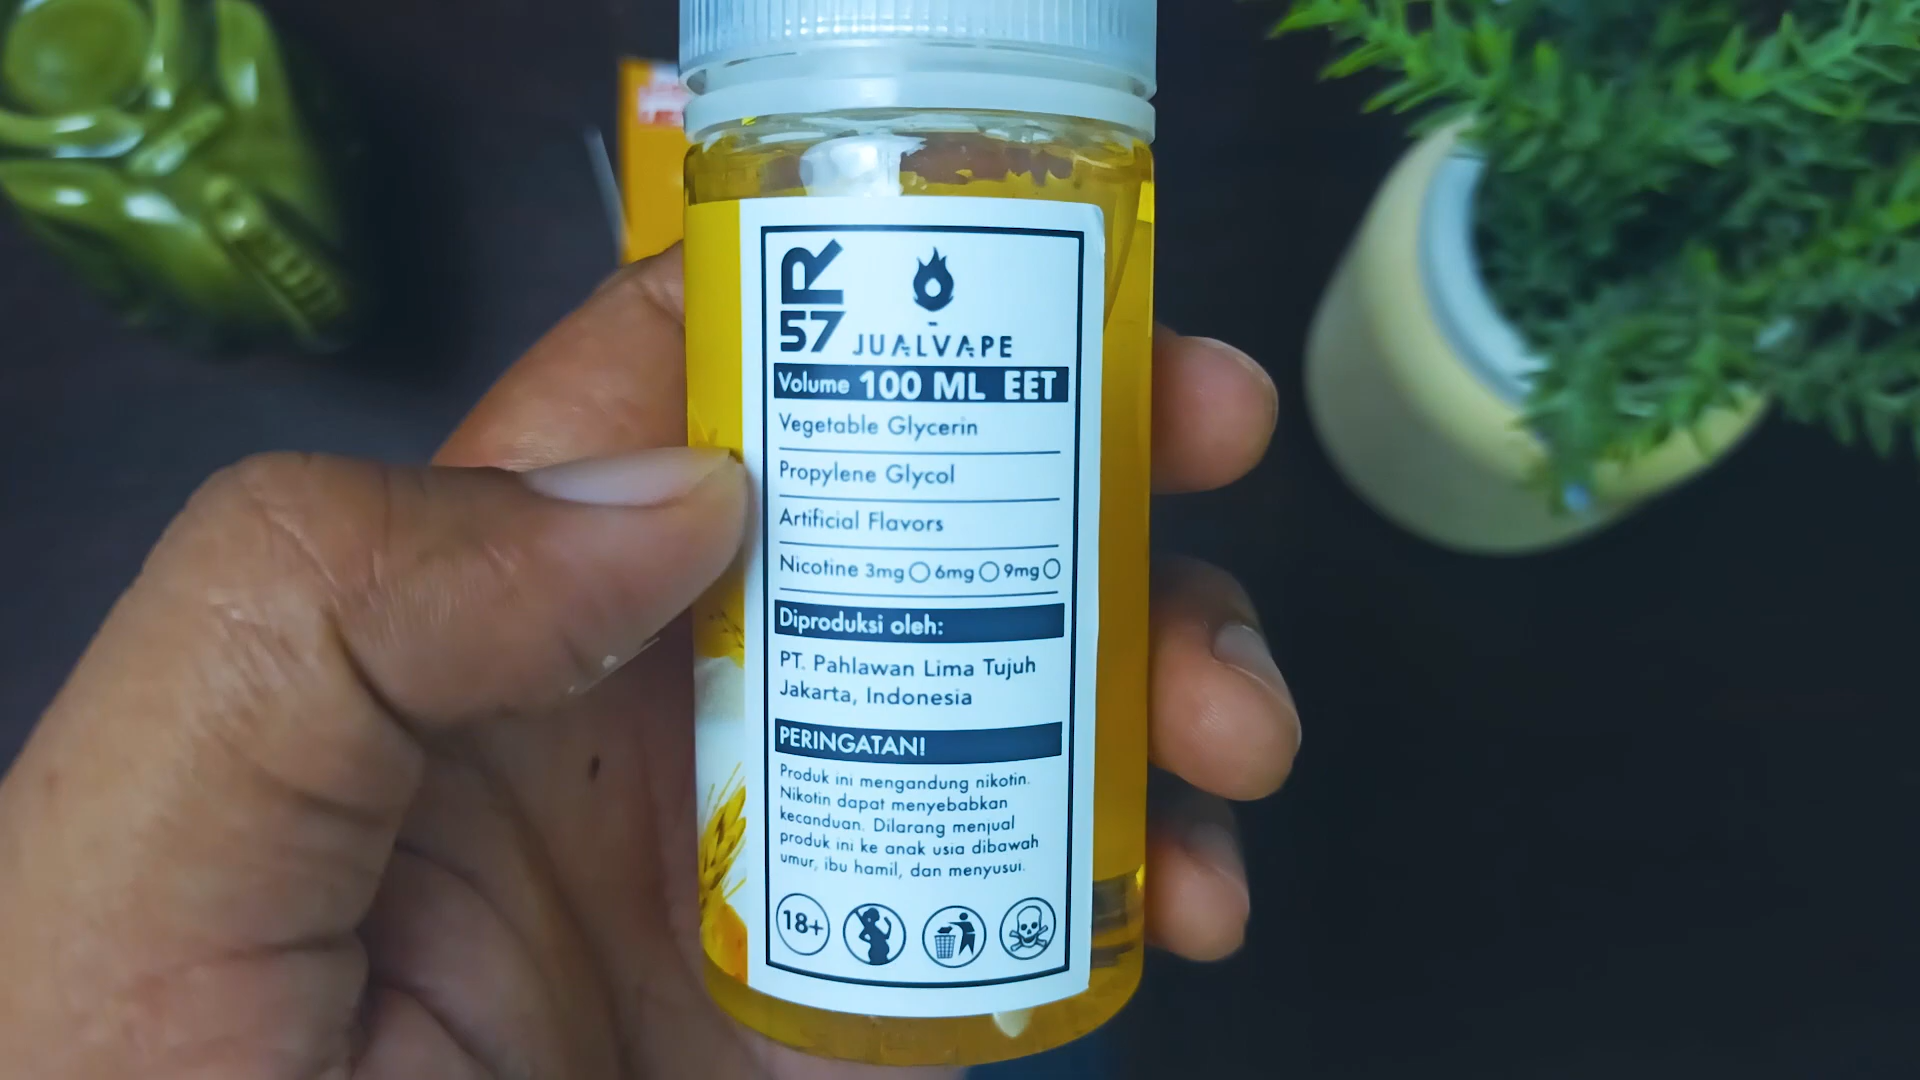 R
57
JUALVAPE
Volume 100 ML EET
Vegetable Glycerin
Propylene Glycol
Artificial Flavors
Nicotine 3mg 6mg 9mg
Diproduksi oleh:
PT. Pahlawan Lima Tujuh
Jakarta, Indonesia
PERINGATAN!
Produk ini mengandung nikotin.
Nikotin dapat menyebabkan
kecanduan. Dilarang menjual
produk ini ke anak usia dibawah
umur, ibu hamil, dan menyusui.
18+